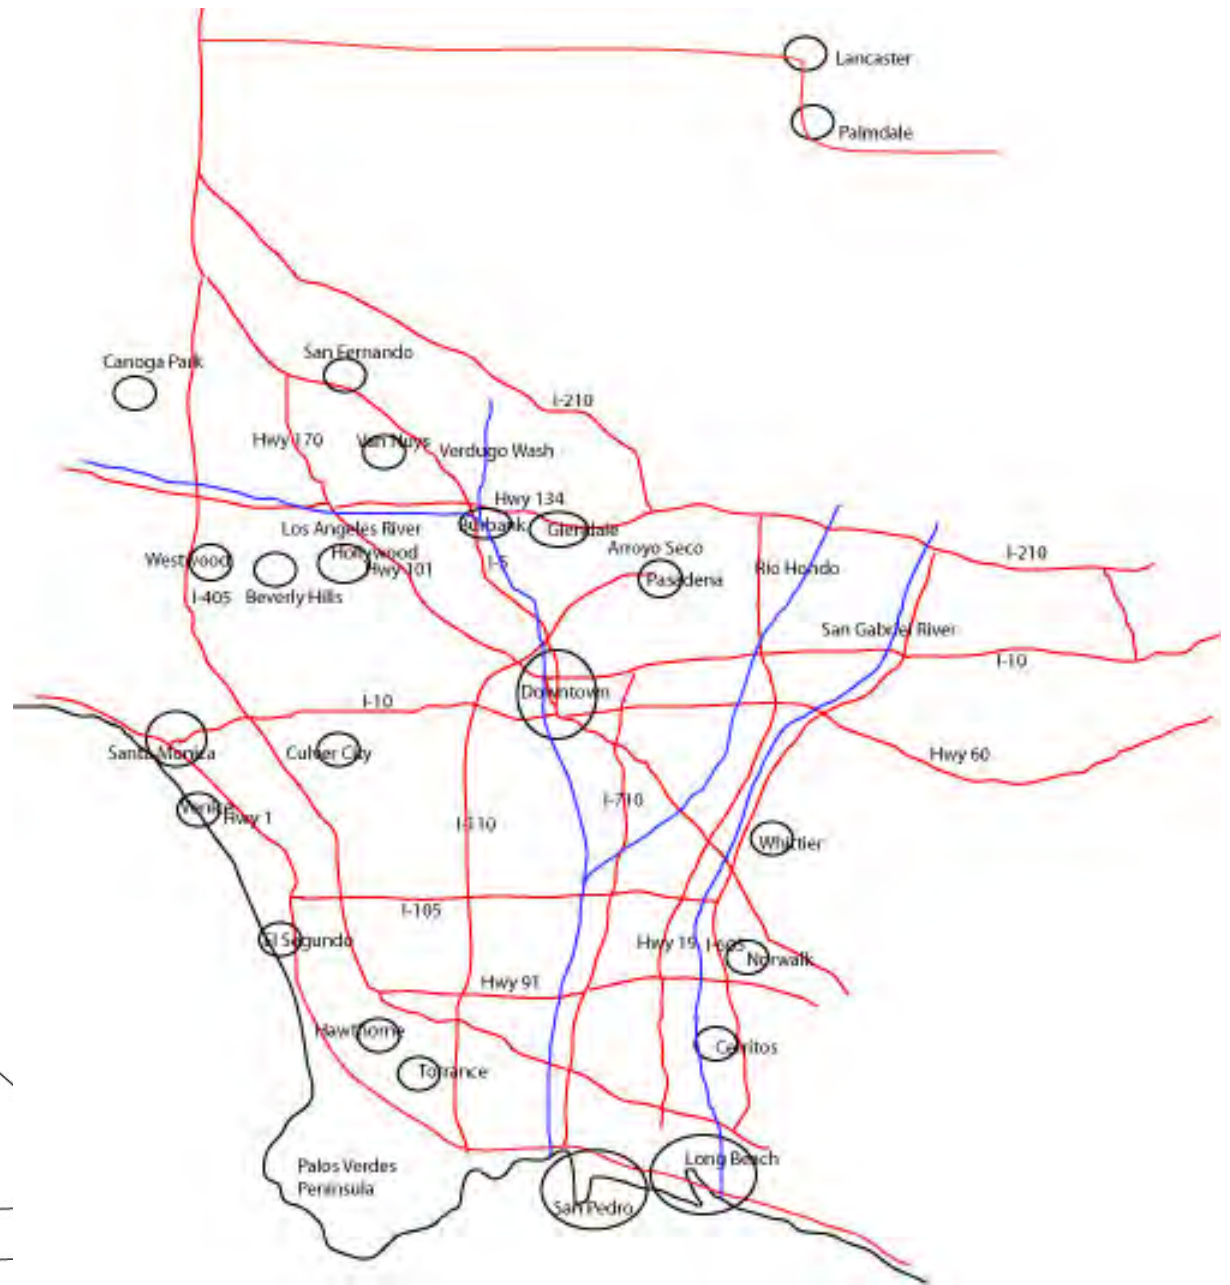 Lancaster
Palmdale
San Fernando
Canoga Park
I-210
Hwy 170
Van Nuys
Verdugo Wash
Hwy 134
Los Angeles River
Burbank
Glendale
Arroyo Seco
I-210
Westwood
Hollywood
Hwy 101
I-5
Rio Hondo
Pasadena
I-405
Beverly Hills
San Gabriel River
I-10
Downtown
I-10
Santa Monica
Culver City
Hwy 60
Venice
Hwy 1
I-710
I-110
Whittier
I-105
El Segundo
Hwy 19
I-605
Norwalk
Hwy 91
Hawthorne
Cerritos
Torrance
Palos Verdes
Peninsula
Long Beach
San Pedro